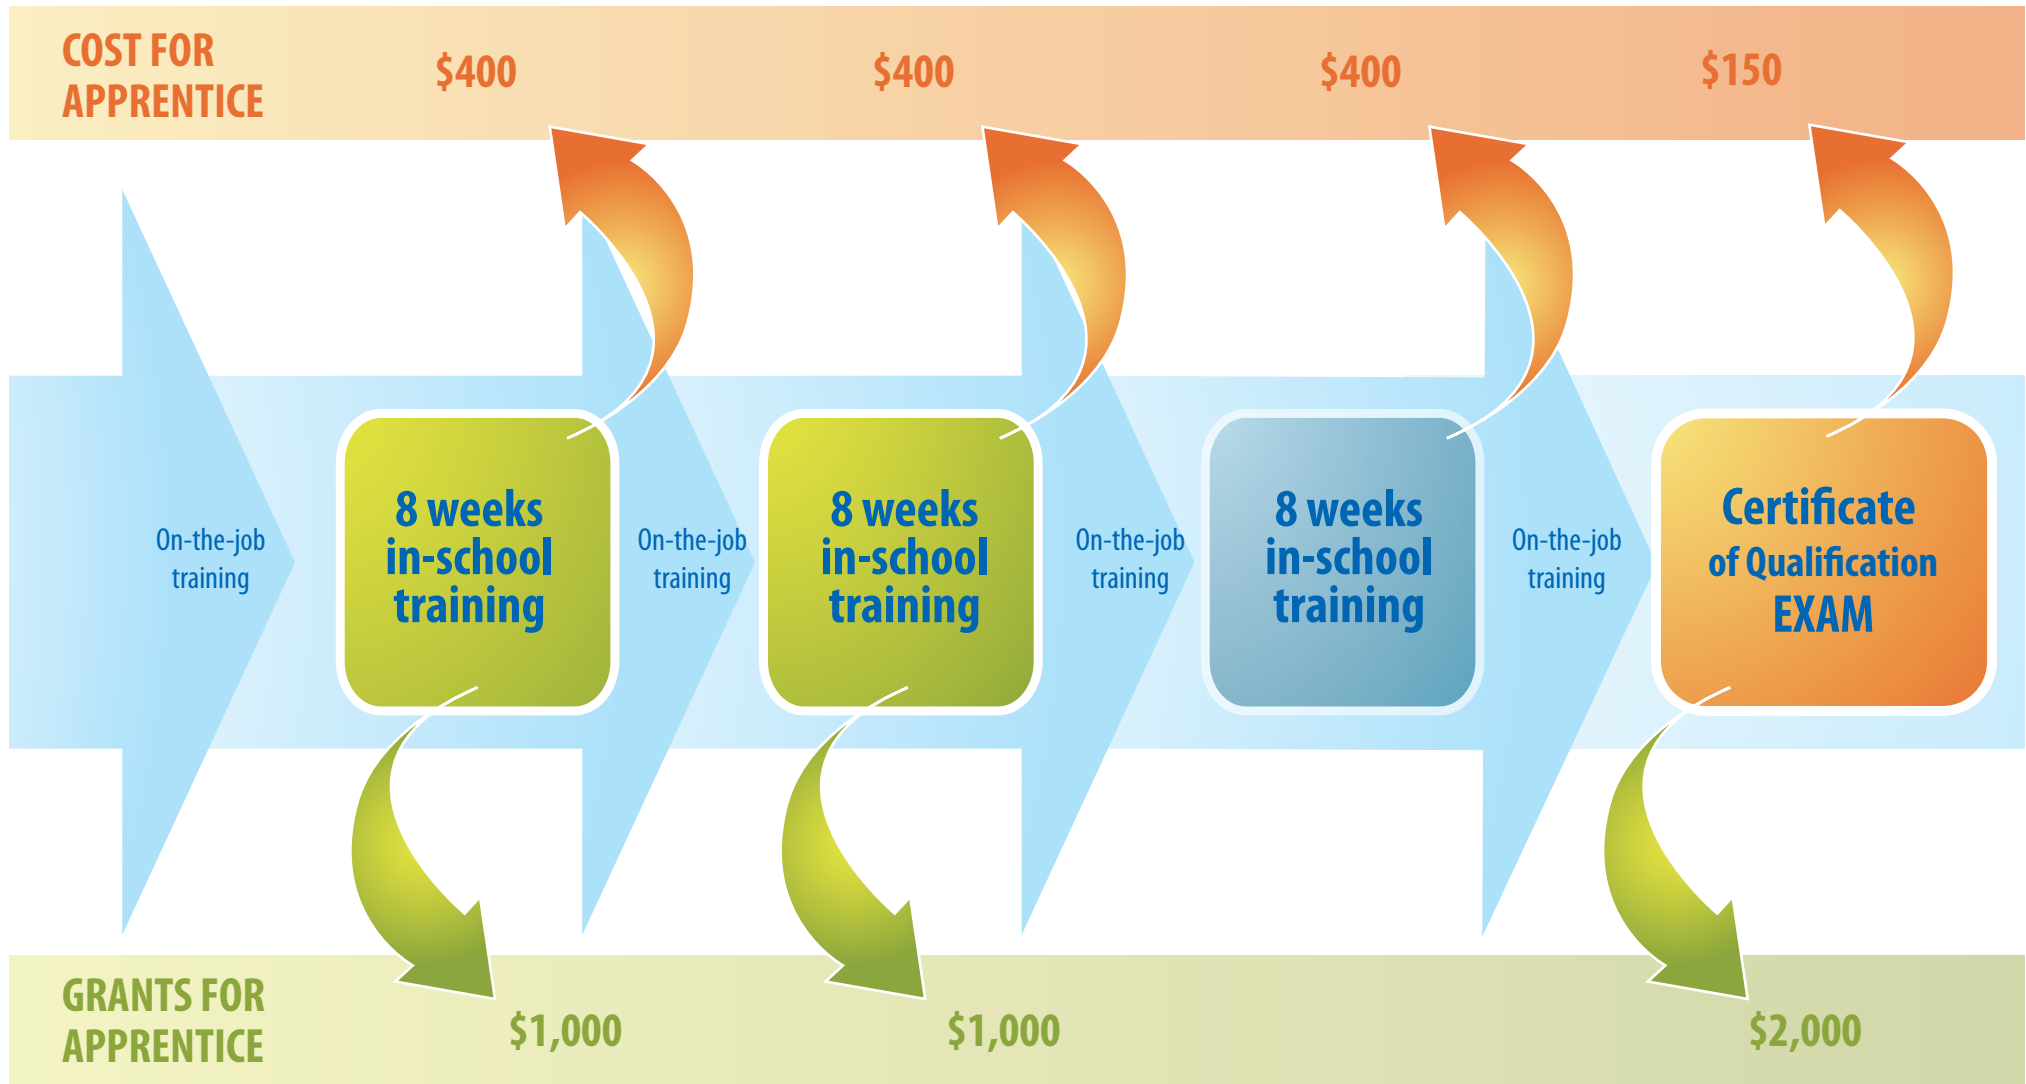 COST FOR
APPRENTICE
$400
$400
$400
$150
On-the-job
training
8 weeks
in-school
training
On-the-job
training
8 weeks
in-school
training
On-the-job
training
8 weeks
in-school
training
On-the-job
training
Certificate
of Qualification
EXAM
GRANTS FOR
APPRENTICE
$1,000
$1,000
$2,000